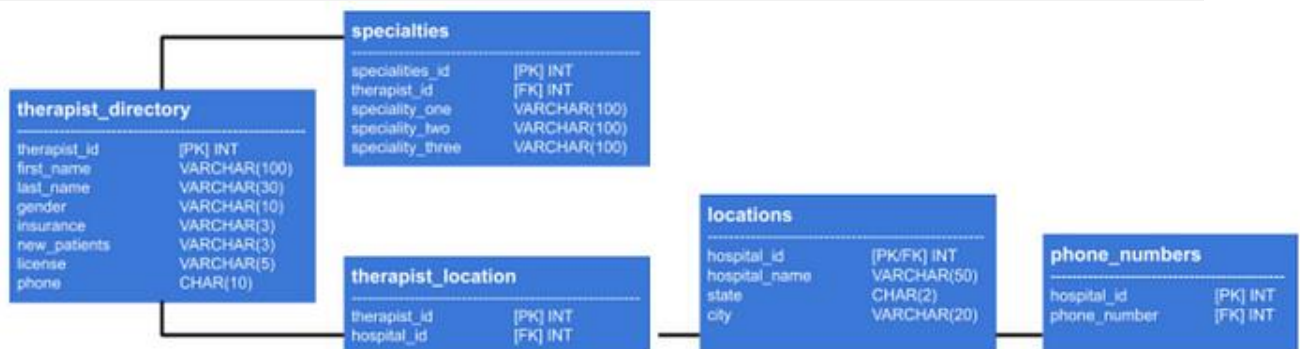 specialties
specialities_id [PK] INT
therapist_id [FK] INT
speciality_one VARCHAR(100)
speciality_two VARCHAR(100)
speciality_three VARCHAR(100)
therapist_directory
therapist_id [PK] INT
first_name VARCHAR(100)
last_name VARCHAR(30)
gender VARCHAR(10)
insurance VARCHAR(3)
new_patients VARCHAR(3)
license VARCHAR(5)
phone CHAR(10)
therapist_location
therapist_id [PK] INT
hospital_id [FK] INT
locations
hospital_id [PK/FK] INT
hospital_name VARCHAR(50)
state CHAR(2)
city VARCHAR(20)
phone_numbers
hospital_id [PK] INT
phone_number [FK] INT